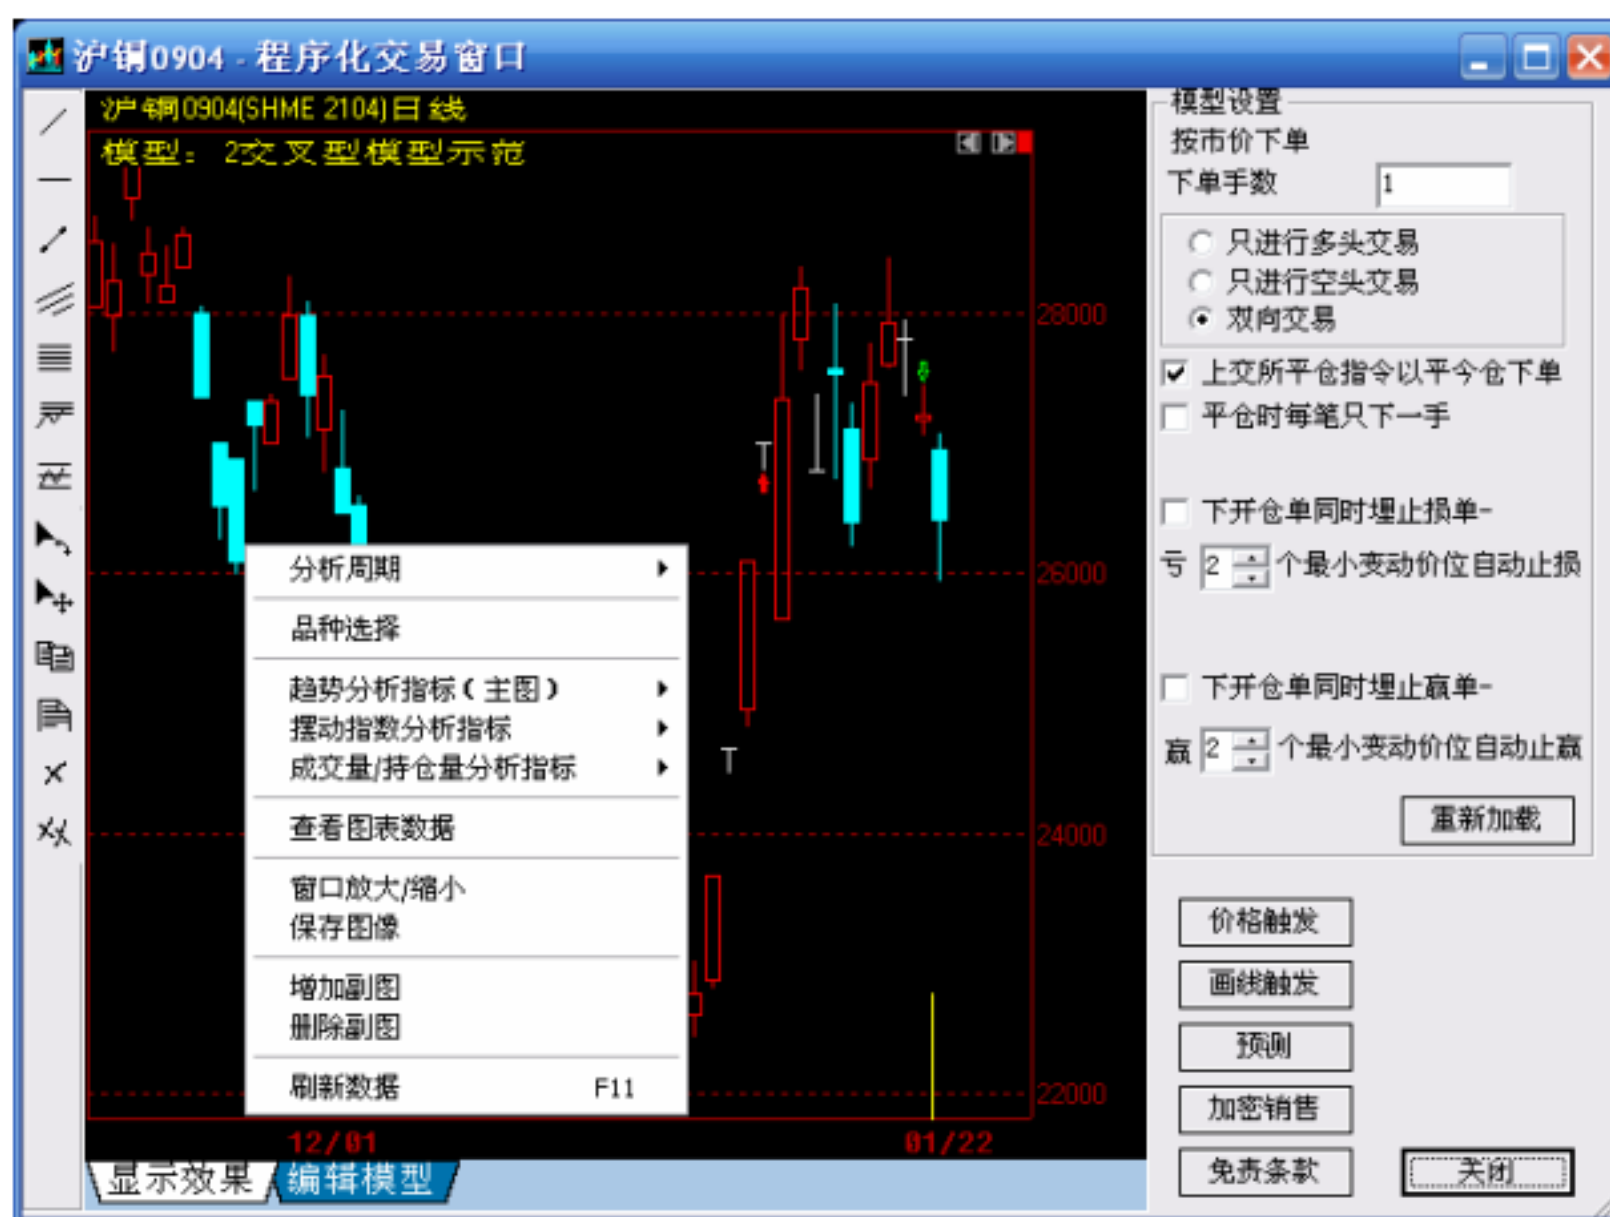 沪铜0904 - 程序化交易窗口
沪铜0904(SHME 2104)日线
模型：2交叉型模型示范
28000
26000
24000
22000
12/01
01/22
分析周期
品种选择
趋势分析指标(主图)
摆动指数分析指标
成交量/持仓量分析指标
查看图表数据
窗口放大/缩小
保存图像
增加副图
删除副图
刷新数据 F11
显示效果 编辑模型
模型设置
按市价下单
下单手数 1
只进行多头交易
只进行空头交易
双向交易
上交所平仓指令以平今仓下单
平仓时每笔只下一手
下开仓单同时埋止损单-
亏 2 个最小变动价位自动止损
下开仓单同时埋止赢单-
赢 2 个最小变动价位自动止赢
重新加载
价格触发
画线触发
预测
加密销售
免责条款 关闭